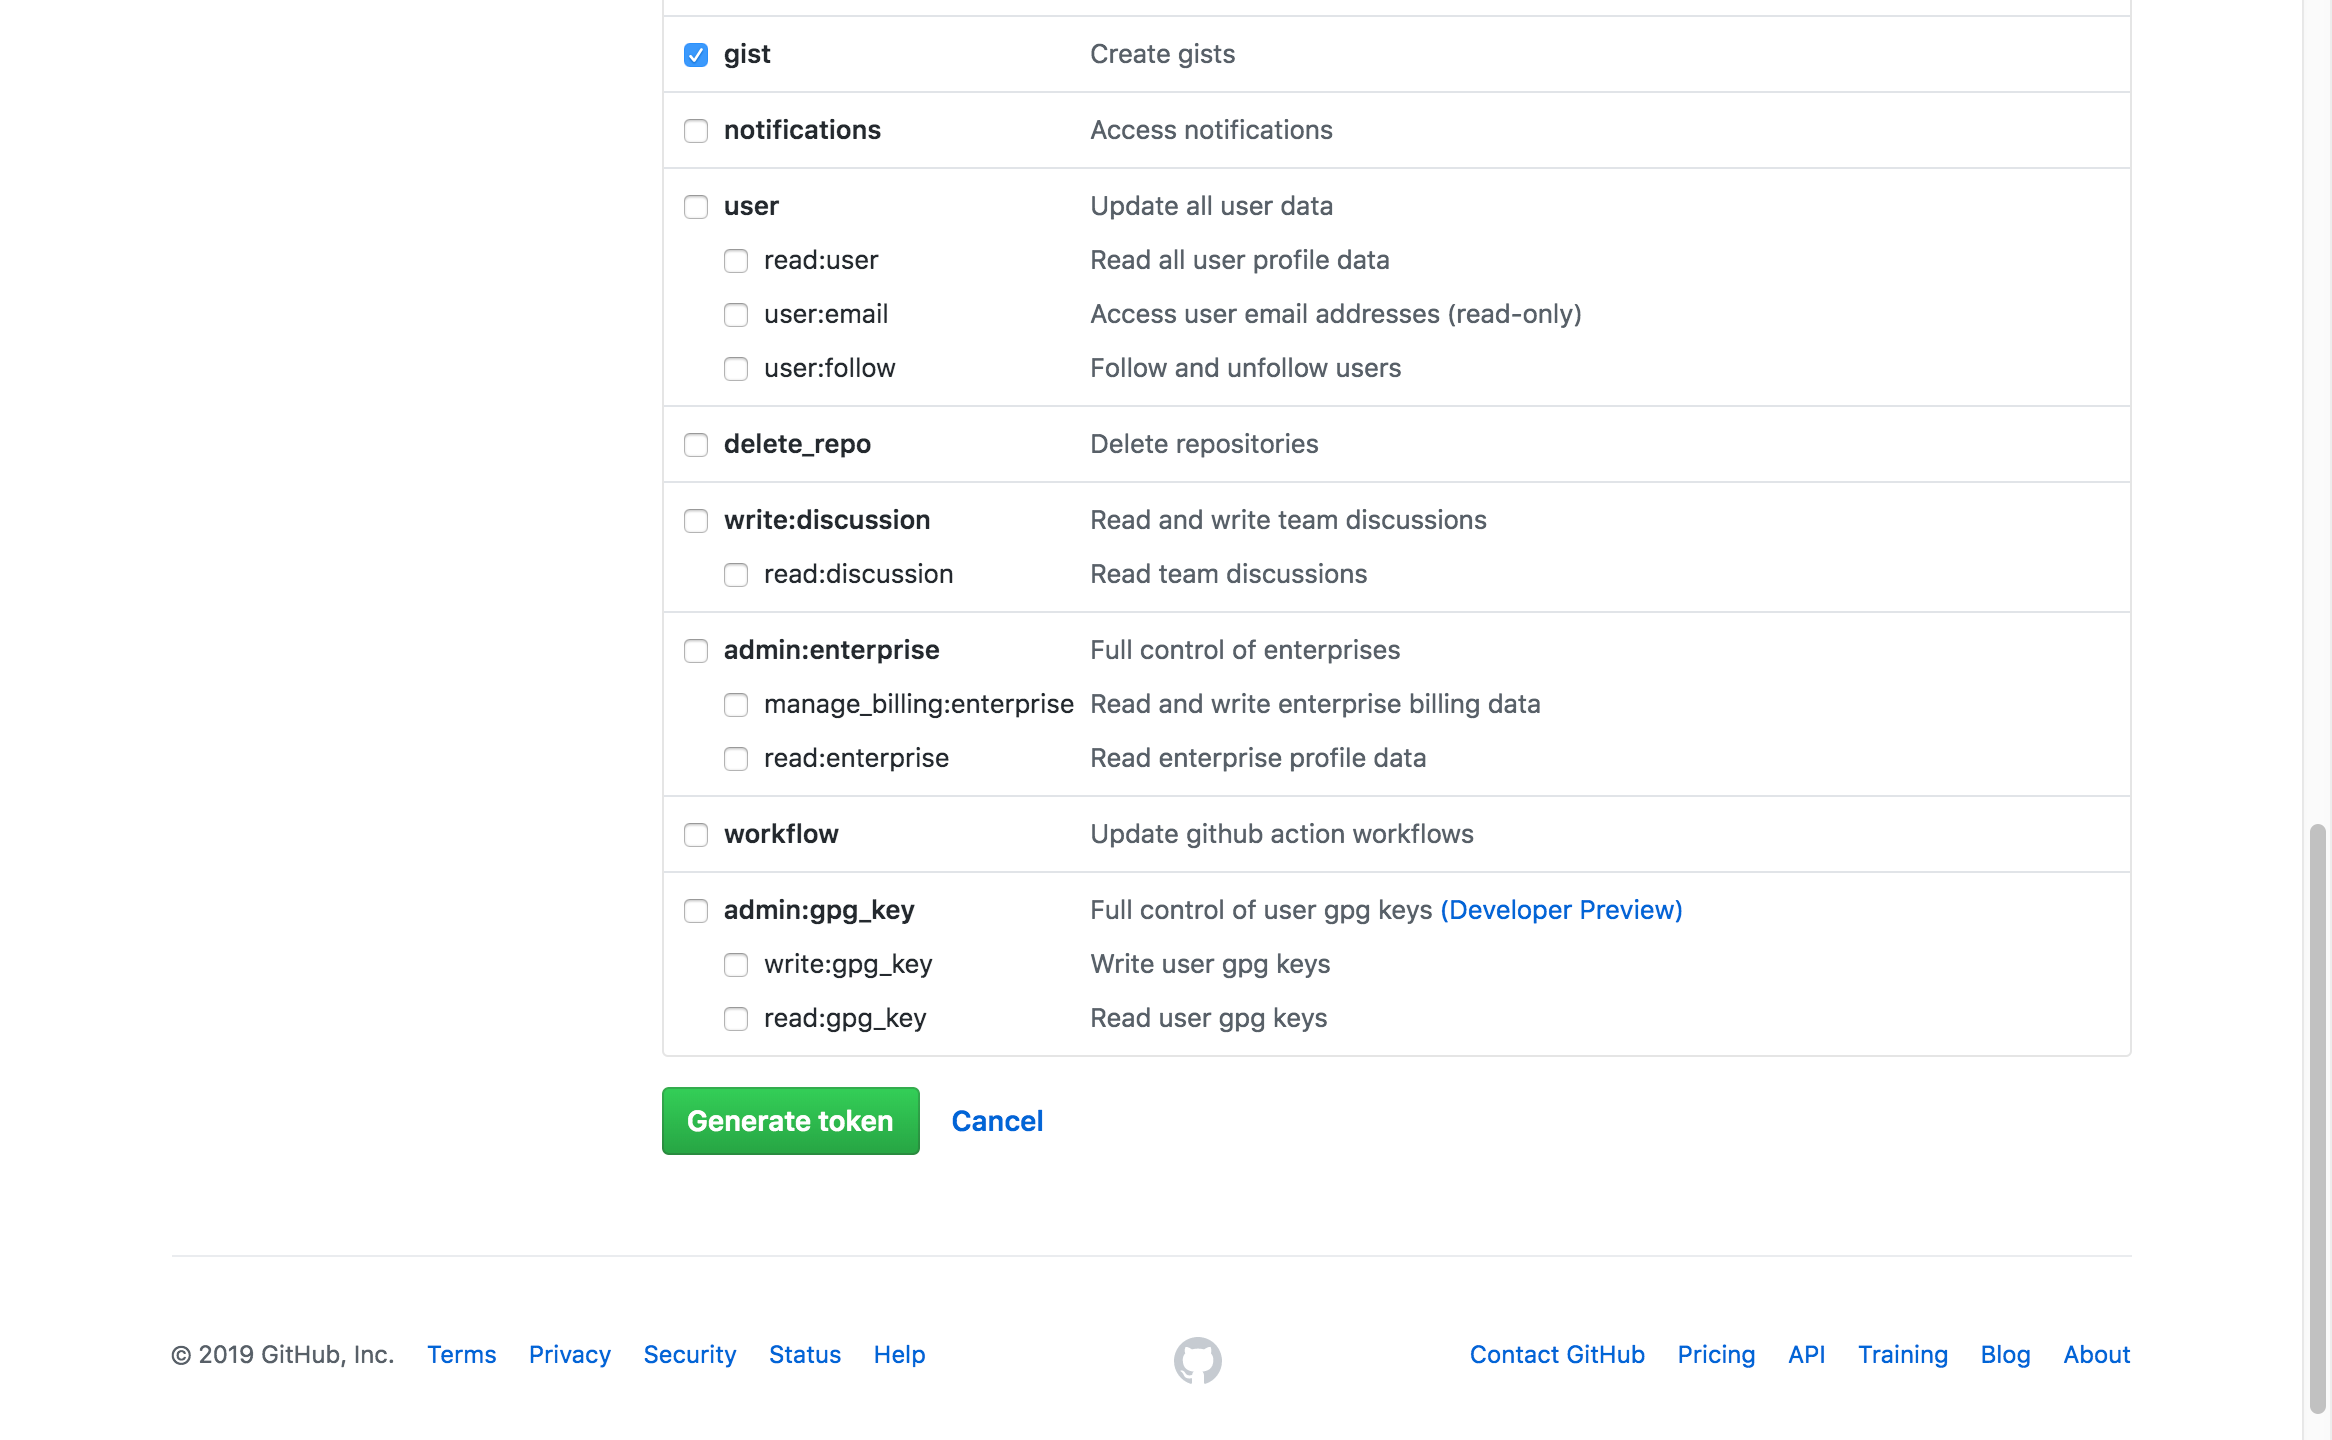 gist Create gists
notifications Access notifications
user Update all user data
read:user Read all user profile data
user:email Access user email addresses (read-only)
user:follow Follow and unfollow users
delete_repo Delete repositories
write:discussion Read and write team discussions
read:discussion Read team discussions
admin:enterprise Full control of enterprises
manage_billing:enterprise Read and write enterprise billing data
read:enterprise Read enterprise profile data
workflow Update github action workflows
admin:gpg_key Full control of user gpg keys (Developer Preview)
write:gpg_key Write user gpg keys
read:gpg_key Read user gpg keys
Generate token Cancel
© 2019 GitHub, Inc. Terms Privacy Security Status Help Contact GitHub Pricing API Training Blog About